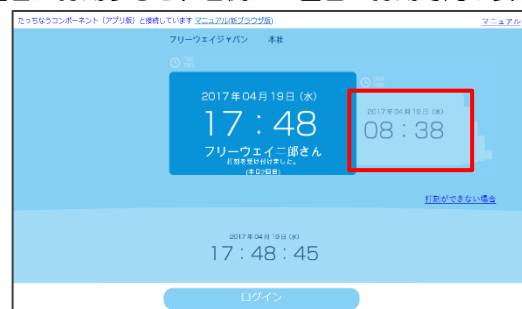 たっちなうコンポーネント（アプリ版）と接続しています マニュアル(新ブラウザ版)
マニュアル
フリーウェイジャパン 本社
2017年04月19日（水）
17：48
フリーウェイ二郎さん
打刻を受け付けました。
(本日2回目)
2017年04月19日（水）
08：38
打刻ができない場合
2017年04月19日（水）
17：48：45
ログイン